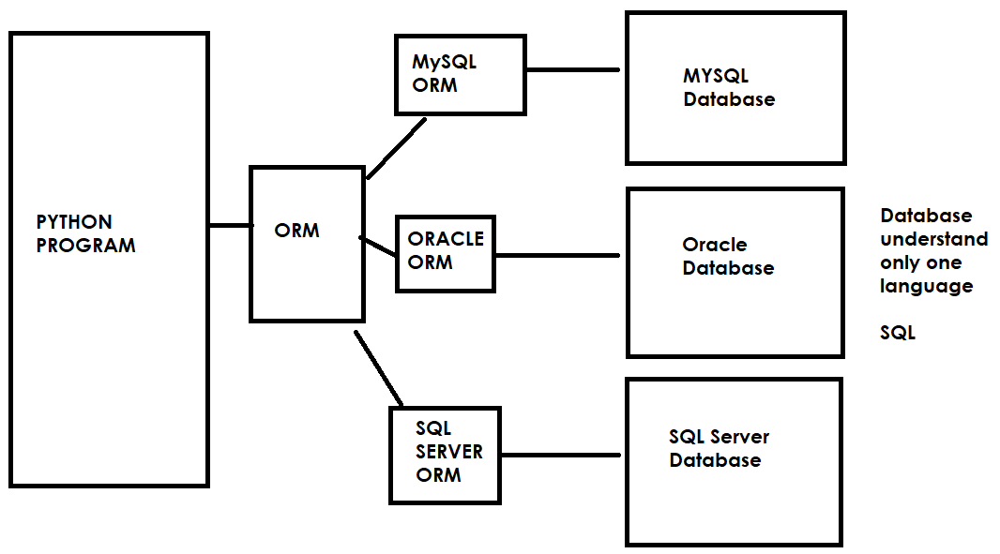 PYTHON
PROGRAM
ORM
MySQL
ORM
ORACLE
ORM
SQL
SERVER
ORM
MYSQL
Database
Oracle
Database
SQL Server
Database
Database
understand
only one
language
SQL